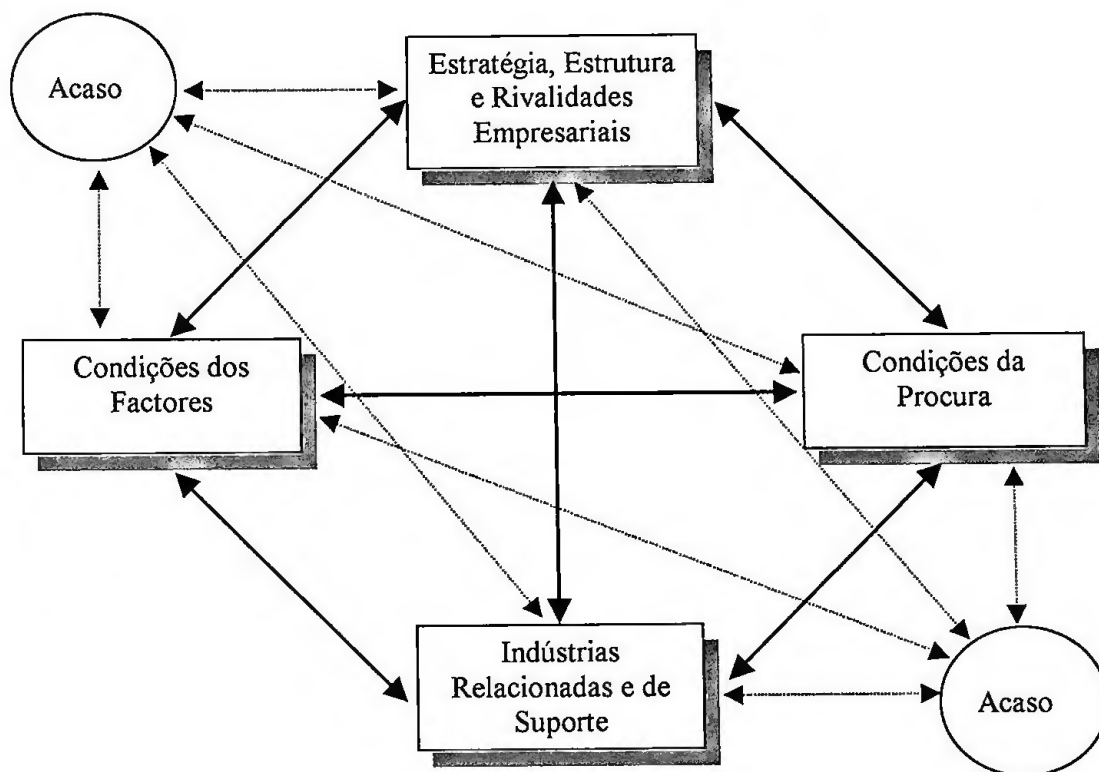 Acaso
Estratégia, Estrutura
e Rivalidades
Empresariais
Condições dos
Factores
Condições da
Procura
Indústrias
Relacionadas e de
Suporte
Acaso